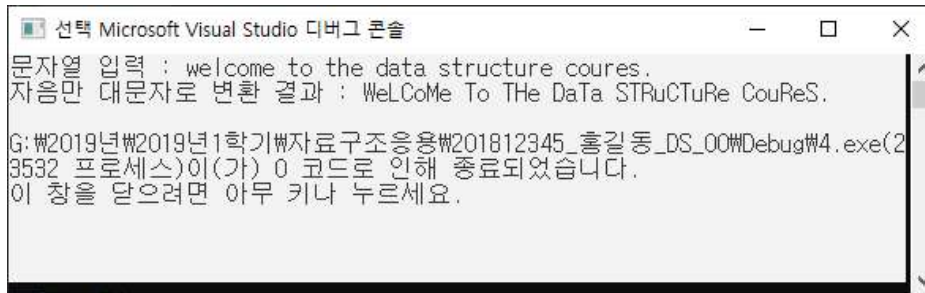 선택 Microsoft Visual Studio 디버그 콘솔
문자열 입력 : welcome to the data structure coures.
자음만 대문자로 변환 결과 : WeLCoMe To THe DaTa STRuCTuRe CouReS.
G:₩2019년₩2019년1학기₩자료구조응용₩201812345_홍길동_DS_00₩Debug₩4.exe(2
3532 프로세스)이(가) 0 코드로 인해 종료되었습니다.
이 창을 닫으려면 아무 키나 누르세요.